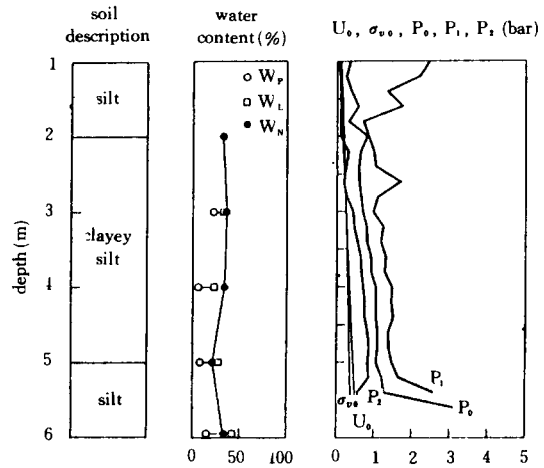 soil
description
water
content (%)
U₀, σᵥ₀, P₀, P₁, P₂ (bar)
depth (m)
1
2
3
4
5
6
silt
clayey
silt
silt
W_P
W_L
W_N
0
50
100
σᵥ₀
P₂
U₀
P₁
P₀
0
1
2
3
4
5